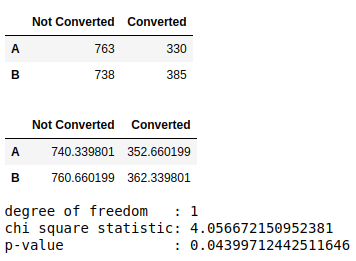 Not Converted Converted
A 763 330
B 738 385
Not Converted Converted
A 740.339801 352.660199
B 760.660199 362.339801
degree of freedom : 1
chi square statistic: 4.056672150952381
p-value : 0.04399712442511646